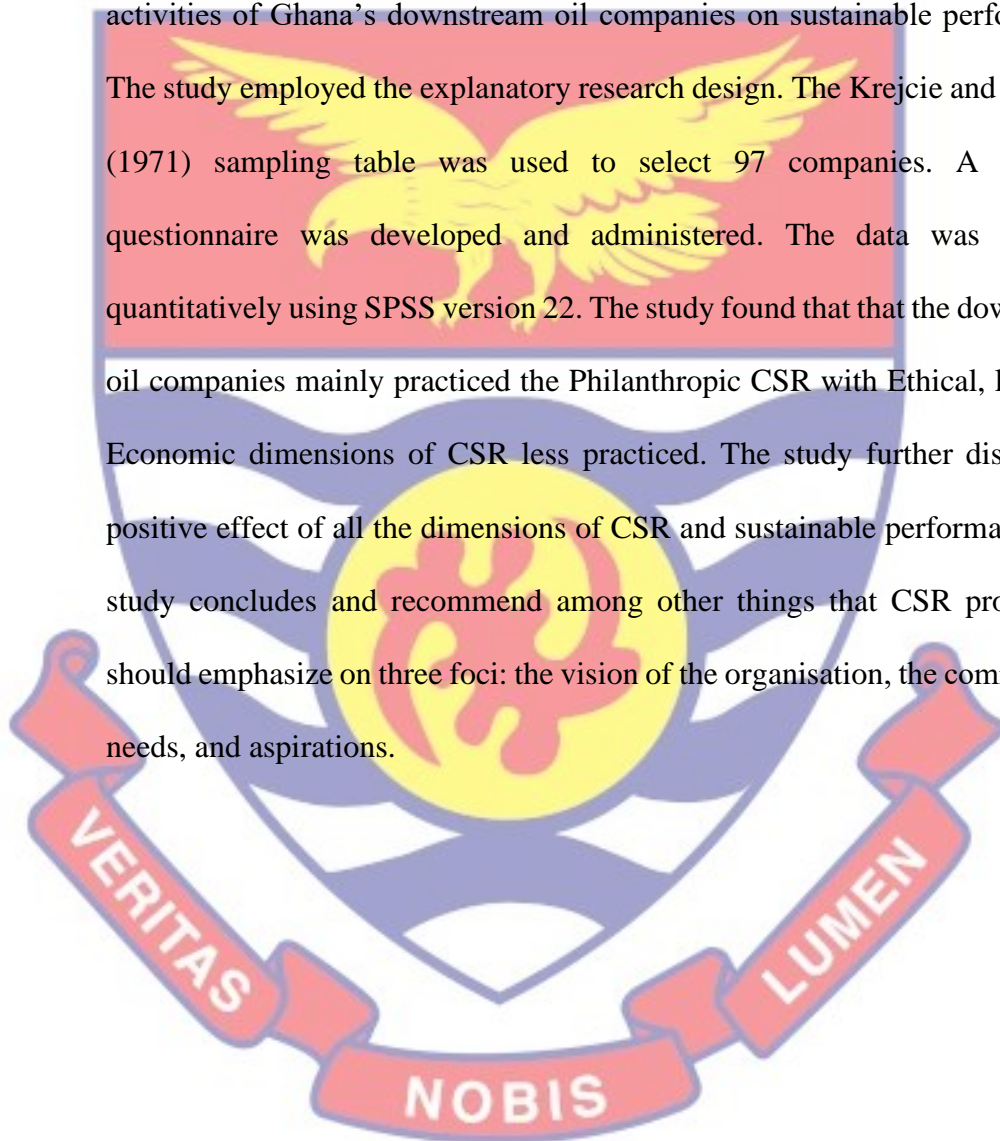 activities of Ghana’s downstream oil companies on sustainable perfo
The study employed the explanatory research design. The Krejcie and
(1971) sampling table was used to select 97 companies. A
questionnaire was developed and administered. The data was
quantitatively using SPSS version 22. The study found that that the dow
oil companies mainly practiced the Philanthropic CSR with Ethical,
Economic dimensions of CSR less practiced. The study further dis
positive effect of all the dimensions of CSR and sustainable performa
study concludes and recommend among other things that CSR pro
should emphasize on three foci: the vision of the organisation, the com
needs, and aspirations.
VERITAS
NOBIS
LUMEN